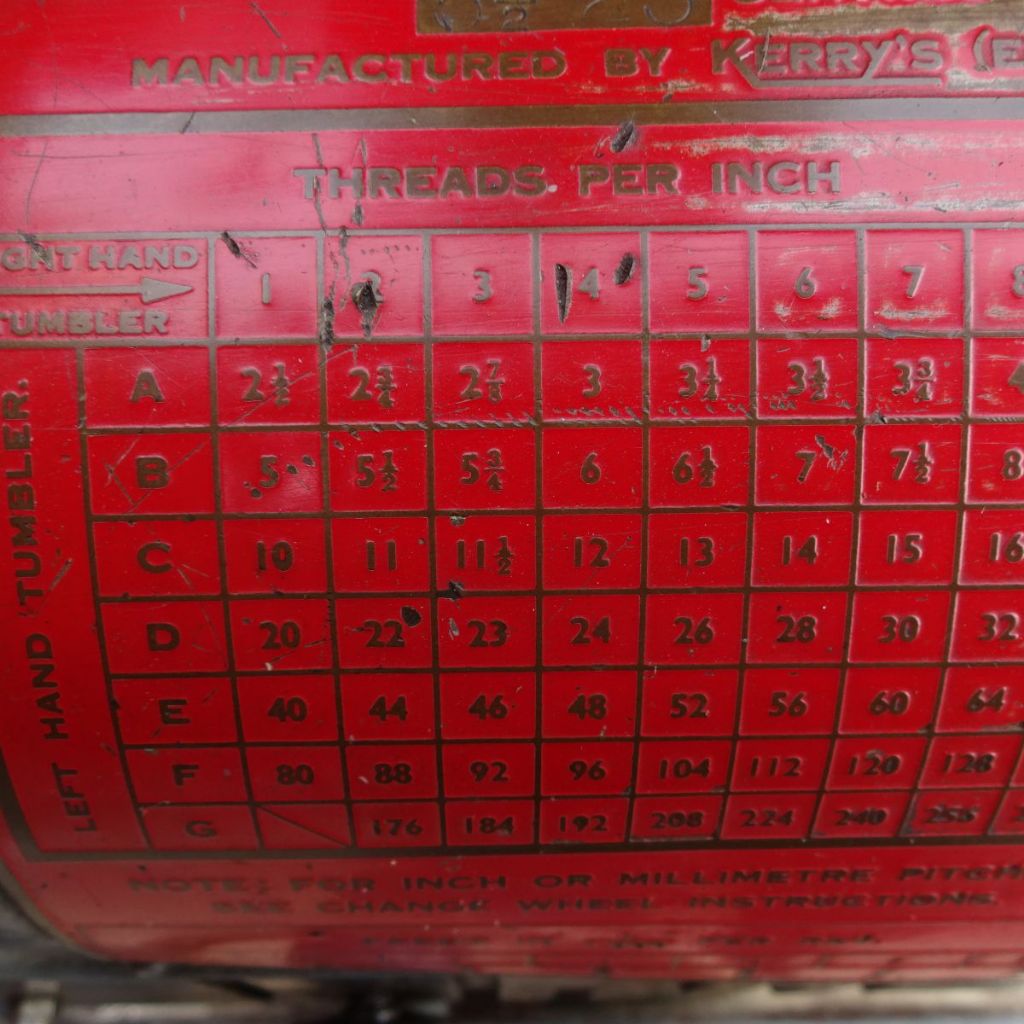 MANUFACTURED BY KERRY'S (E
THREADS PER INCH
GHT HAND
TUMBLER
1 2 3 4 5 6 7 8
LEFT HAND TUMBLER.
A 2½ 2¾ 2⅞ 3 3¼ 3½ 3¾ 4
B 5 5½ 5¾ 6 6½ 7 7½ 8
C 10 11 11½ 12 13 14 15 16
D 20 22 23 24 26 28 30 32
E 40 44 46 48 52 56 60 64
F 80 88 92 96 104 112 120 128
G 176 184 192 208 224 240 256
NOTE: FOR INCH OR MILLIMETRE PITCH
SEE CHANGE WHEEL INSTRUCTIONS.